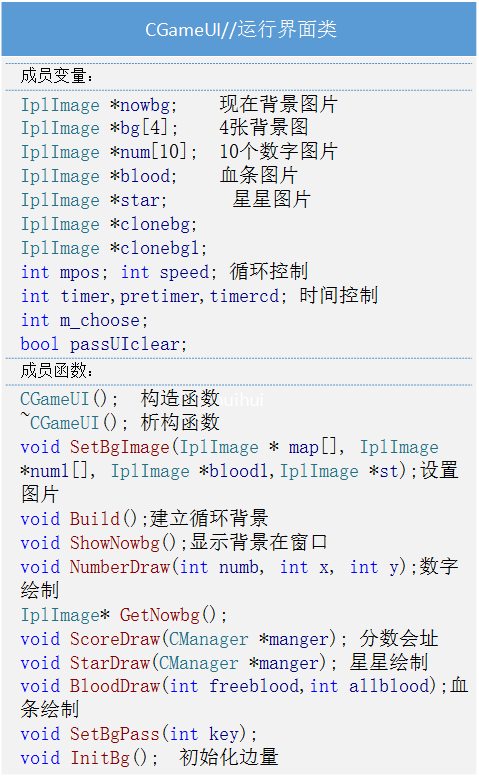 CGameUI//运行界面类
成员变量:
IplImage *nowbg; 现在背景图片
IplImage *bg[4]; 4张背景图
IplImage *num[10]; 10个数字图片
IplImage *blood; 血条图片
IplImage *star; 星星图片
IplImage *clonebg;
IplImage *clonebg1;
int mpos; int speed; 循环控制
int timer,pretimer,timercd; 时间控制
int m_choose;
bool passUIclear;
成员函数:
CGameUI(); 构造函数
~CGameUI(); 析构函数
void SetBgImage(IplImage * map[], IplImage
*num1[], IplImage *blood1,IplImage *st);设置
图片
void Build();建立循环背景
void ShowNowbg();显示背景在窗口
void NumberDraw(int numb, int x, int y);数字
绘制
IplImage* GetNowbg();
void ScoreDraw(CManager *manger); 分数会址
void StarDraw(CManager *manger); 星星绘制
void BloodDraw(int freeblood,int allblood);血
条绘制
void SetBgPass(int key);
void InitBg(); 初始化边量